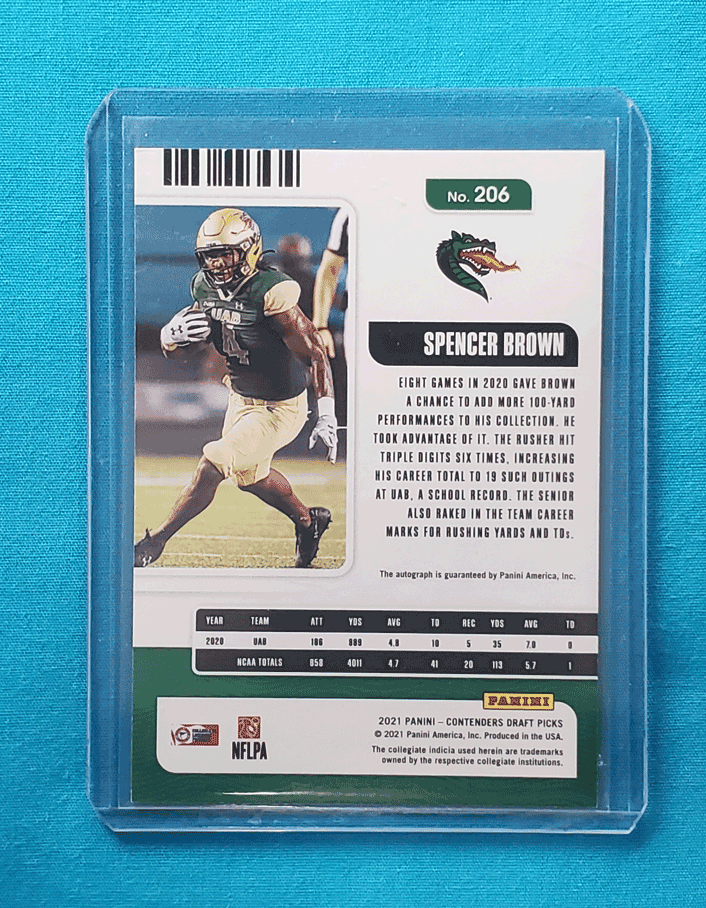 No. 206
UAB
4
SPENCER BROWN
EIGHT GAMES IN 2020 GAVE BROWN
A CHANCE TO ADD MORE 100-YARD
PERFORMANCES TO HIS COLLECTION. HE
TOOK ADVANTAGE OF IT. THE RUSHER HIT
TRIPLE DIGITS SIX TIMES, INCREASING
HIS CAREER TOTAL TO 19 SUCH OUTINGS
AT UAB, A SCHOOL RECORD. THE SENIOR
ALSO RAKED IN THE TEAM CAREER
MARKS FOR RUSHING YARDS AND TDs.
The autograph is guaranteed by Panini America, Inc.
YEAR TEAM ATT YDS AVG TD REC YDS AVG TD
2020 UAB 186 889 4.8 10 5 35 7.0 0
NCAA TOTALS 858 4011 4.7 41 20 113 5.7 1
PANINI
2021 PANINI – CONTENDERS DRAFT PICKS
© 2021 Panini America, Inc. Produced in the USA.
The collegiate indicia used herein are trademarks
owned by the respective collegiate institutions.
NFLPA